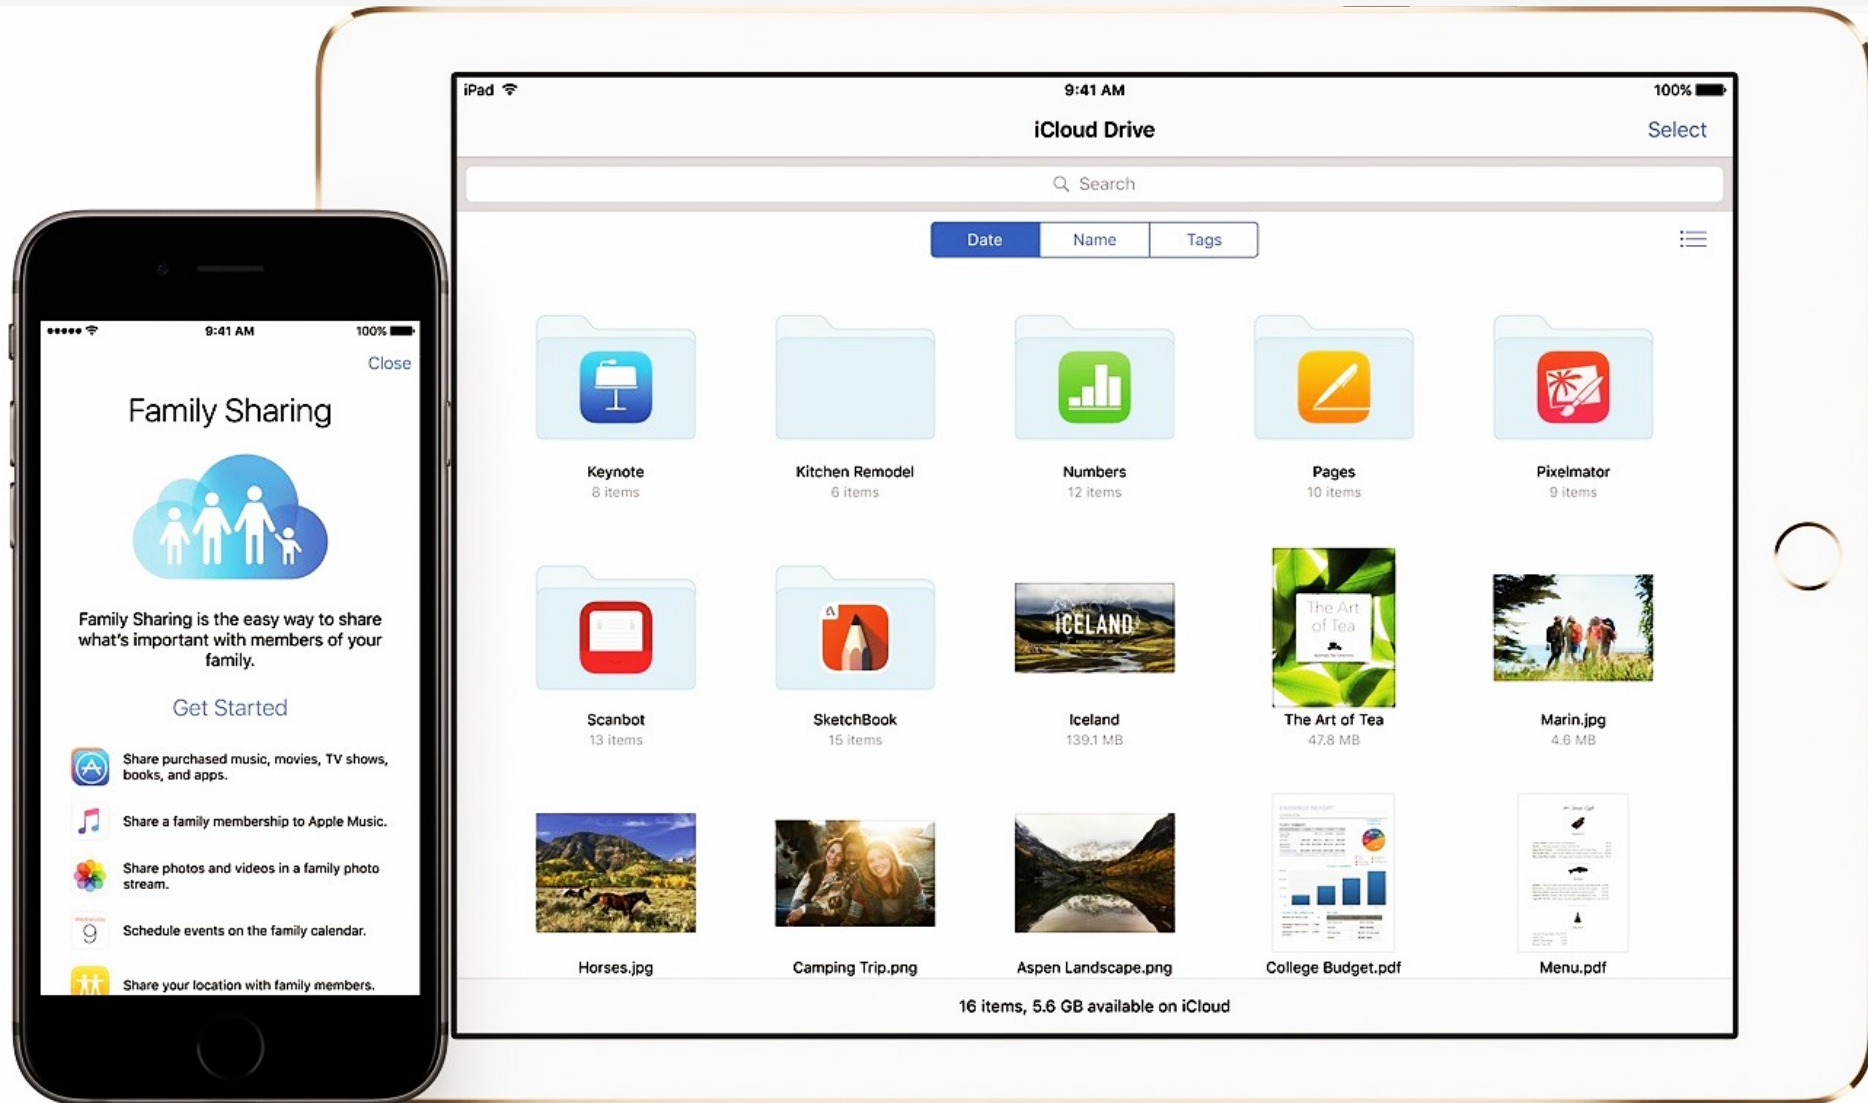 9:41 AM
100%
Close
Family Sharing
Family Sharing is the easy way to share
what's important with members of your
family.
Get Started
Share purchased music, movies, TV shows,
books, and apps.
Share a family membership to Apple Music.
Share photos and videos in a family photo
stream.
Wednesday
9
Schedule events on the family calendar.
Share your location with family members.
iPad
9:41 AM
100%
iCloud Drive
Select
Search
Date
Name
Tags
Keynote
8 items
Kitchen Remodel
6 items
Numbers
12 items
Pages
10 items
Pixelmator
9 items
ICELAND
The Art
of Tea
Scanbot
13 items
SketchBook
15 items
Iceland
139.1 MB
The Art of Tea
47.8 MB
Marin.jpg
4.6 MB
EARNINGS REPORT
Horses.jpg
Camping Trip.png
Aspen Landscape.png
College Budget.pdf
Menu.pdf
16 items, 5.6 GB available on iCloud